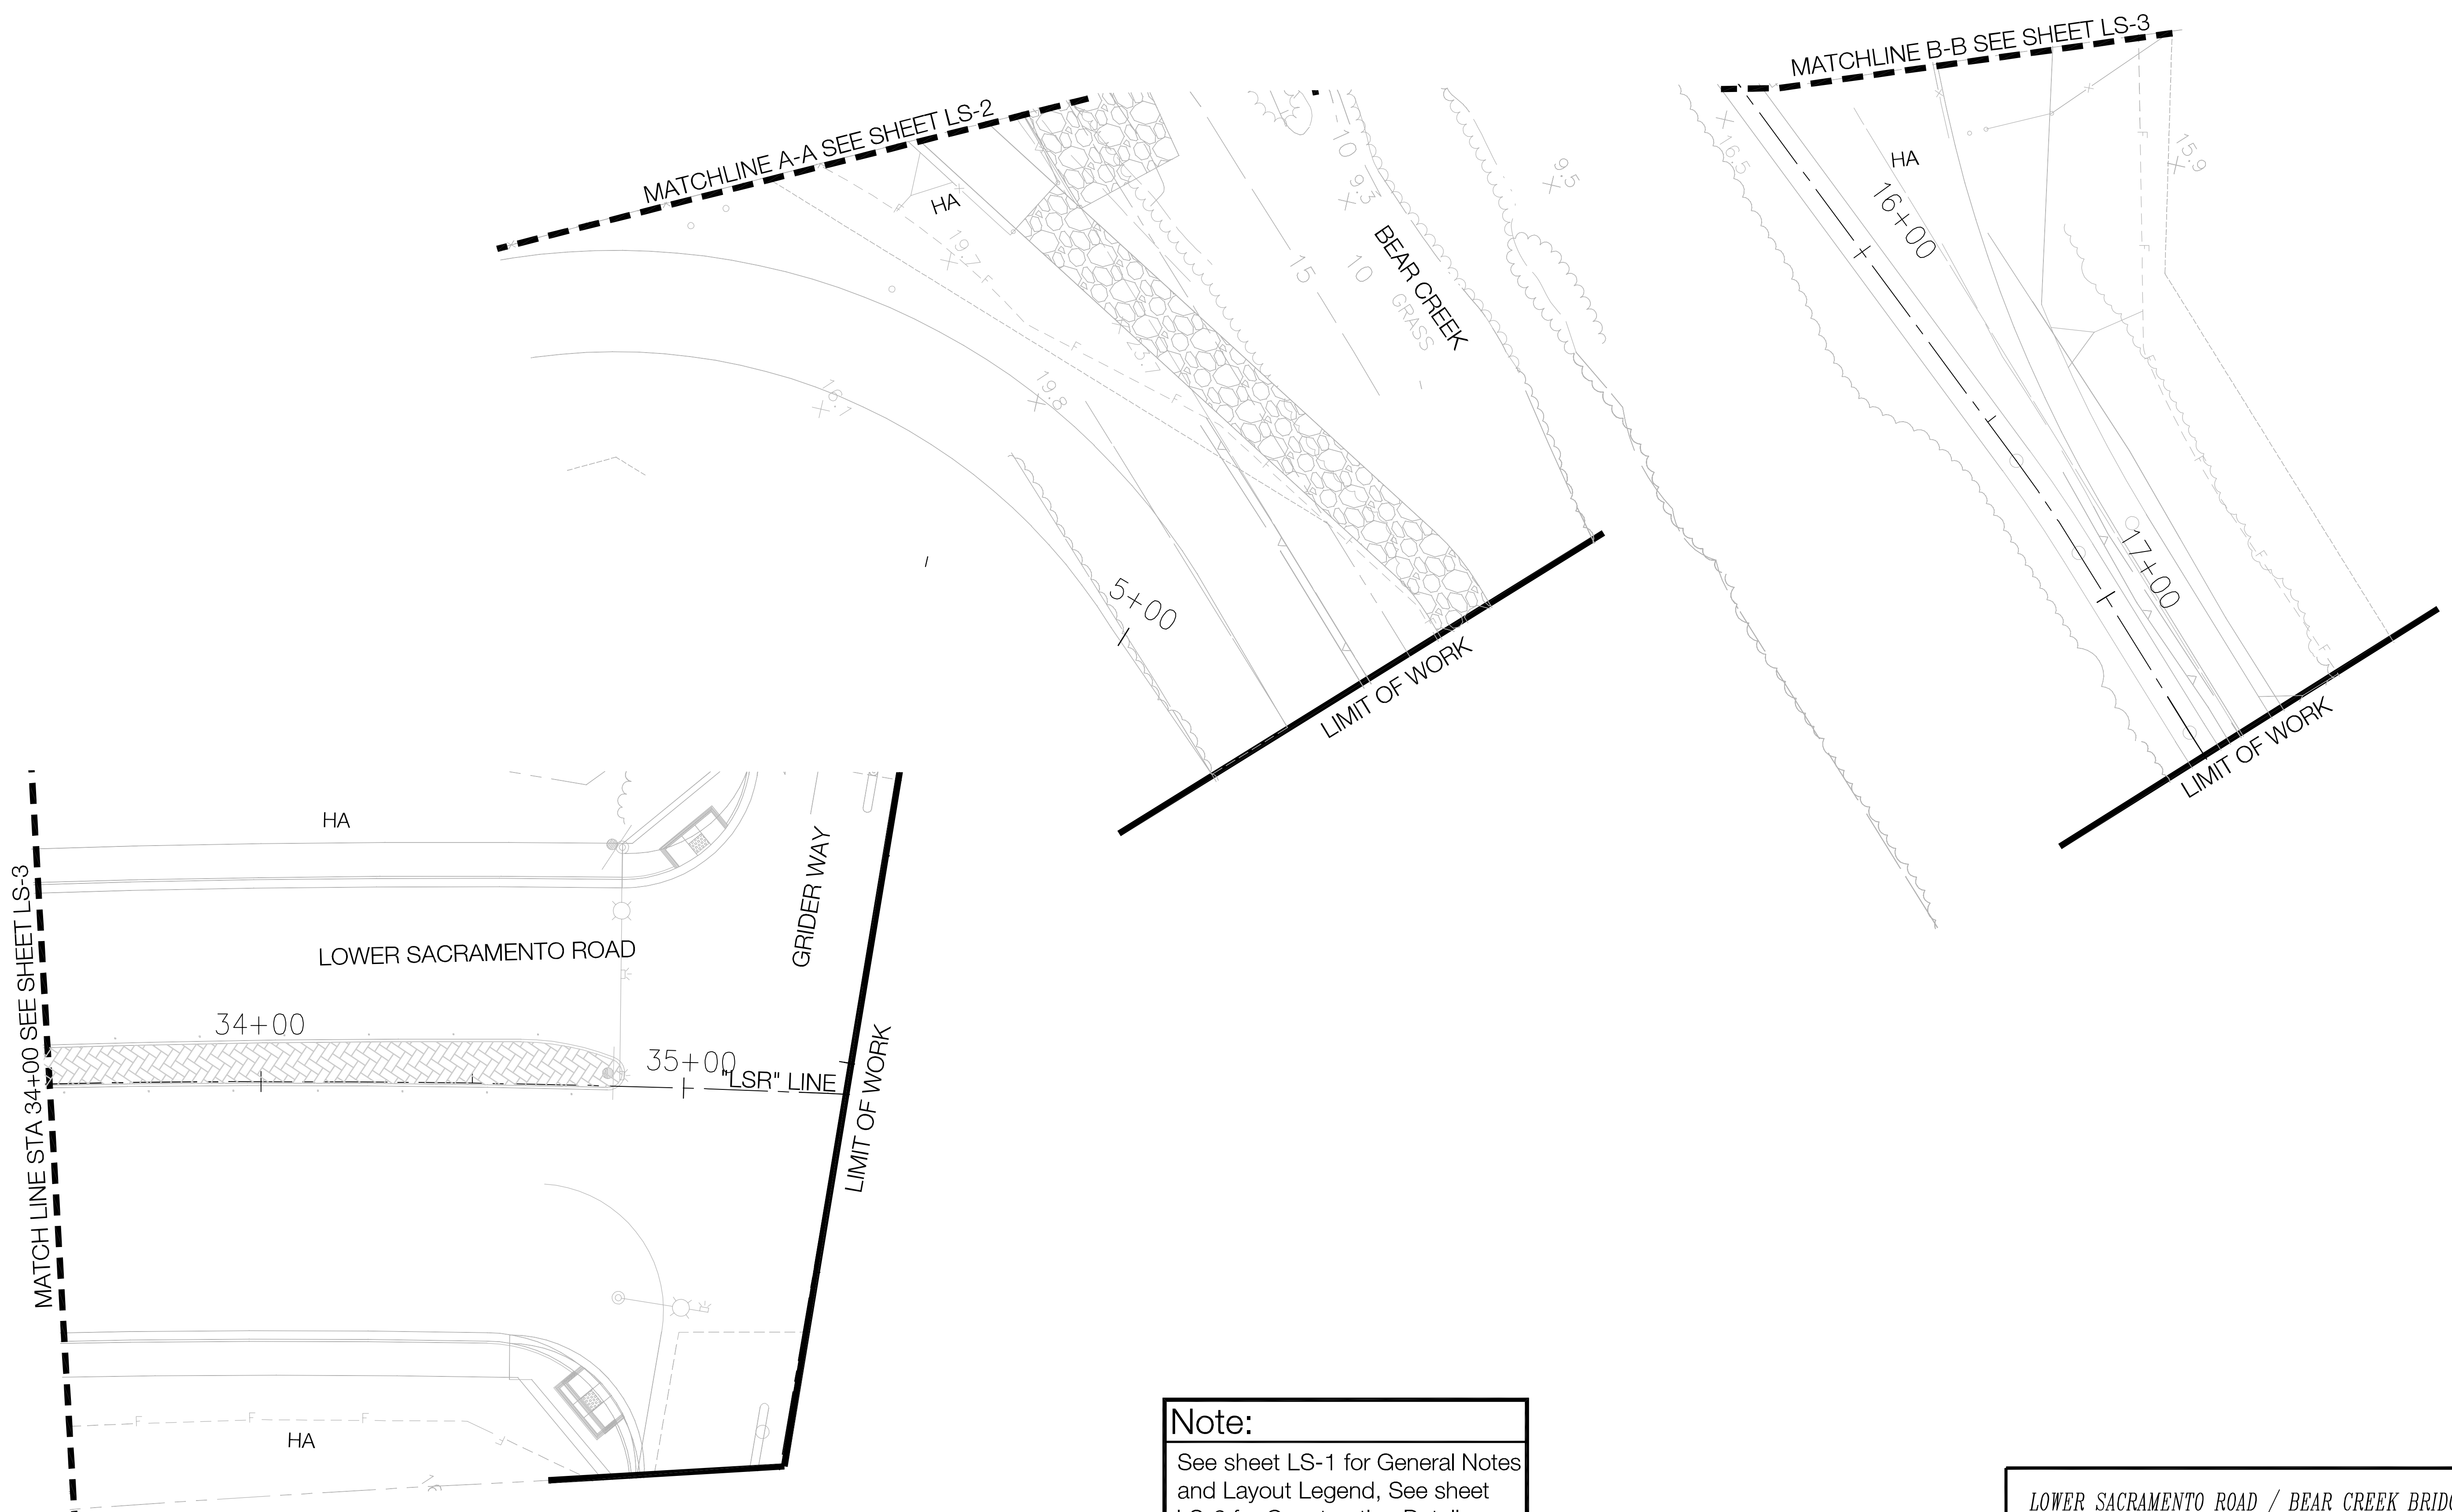 MATCHLINE A-A SEE SHEET LS-2
MATCHLINE B-B SEE SHEET LS-3
HA
19.7
F
10
9.3
9.5
BEAR CREEK
15
10
GRASS
19.8
19.1
F
F
5+00
LIMIT OF WORK
16.5
HA
16+00
15.9
F
F
17+00
F
F
F
LIMIT OF WORK
HA
GRIDER WAY
MATCH LINE STA 34+00 SEE SHEET LS-3
LOWER SACRAMENTO ROAD
34+00
35+00
"LSR" LINE
LIMIT OF WORK
F
F
F
HA
Note:
See sheet LS-1 for General Notes
and Layout Legend, See sheet
LOWER SACRAMENTO ROAD / BEAR CREEK